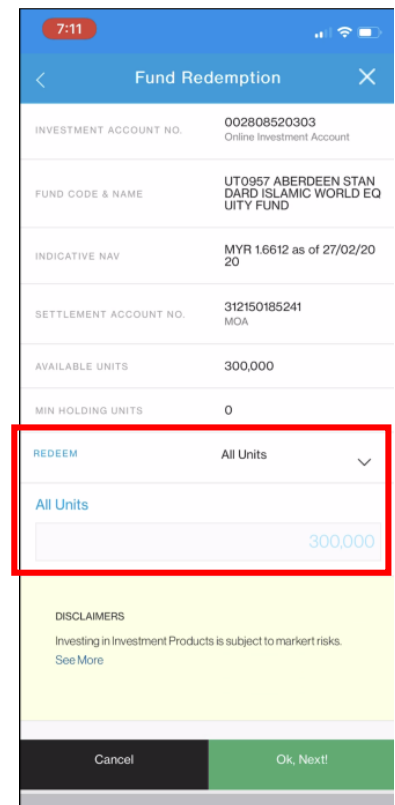 7:11
Fund Redemption
INVESTMENT ACCOUNT NO.
002808520303
Online Investment Account
FUND CODE & NAME
UT0957 ABERDEEN STAN
DARD ISLAMIC WORLD EQ
UITY FUND
INDICATIVE NAV
MYR 1.6612 as of 27/02/20
20
SETTLEMENT ACCOUNT NO.
312150185241
MOA
AVAILABLE UNITS
300,000
MIN HOLDING UNITS
0
REDEEM
All Units
All Units
300,000
DISCLAIMERS
Investing in Investment Products is subject to markert risks.
See More
Cancel
Ok, Next!